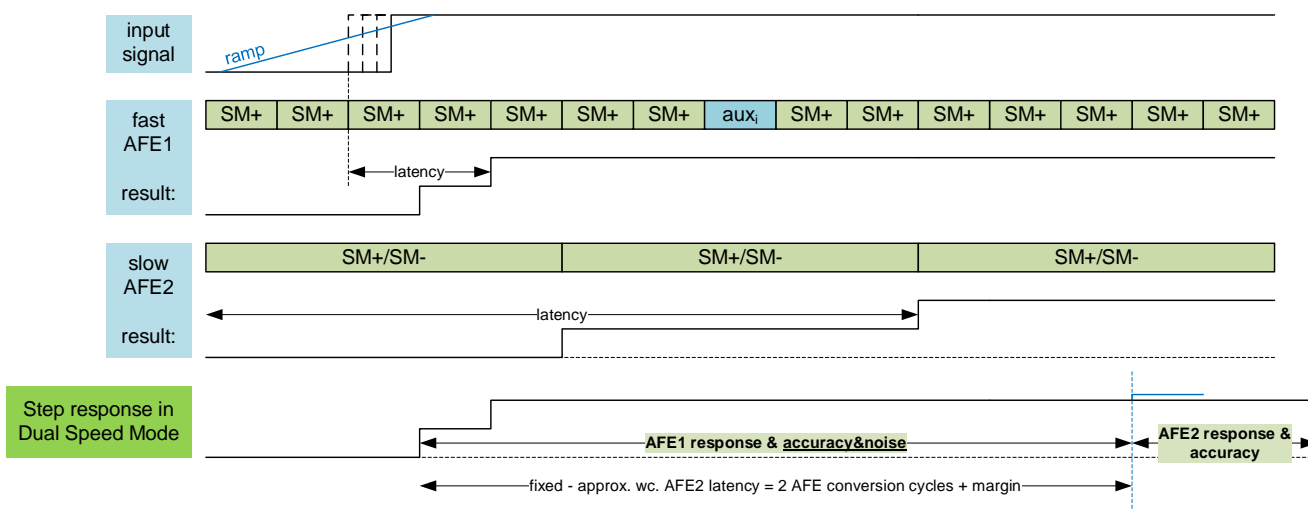 input
signal
ramp
fast
AFE1
result:
SM+ SM+ SM+ SM+ SM+ SM+ SM+ auxi SM+ SM+ SM+ SM+ SM+ SM+ SM+
latency
slow
AFE2
result:
SM+/SM- SM+/SM- SM+/SM-
latency
Step response in
Dual Speed Mode
AFE1 response & accuracy&noise
AFE2 response &
accuracy
fixed - approx. wc. AFE2 latency = 2 AFE conversion cycles + margin